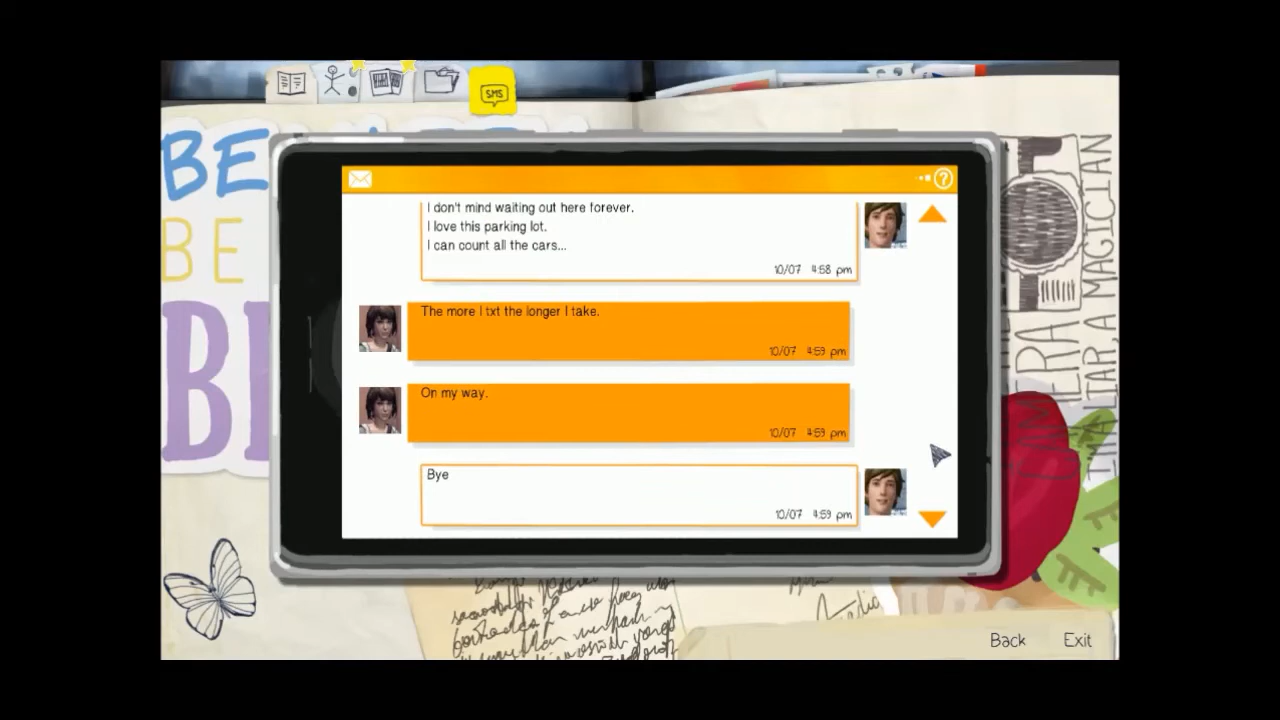 SMS
BE
BE
I don't mind waiting out here forever.
I love this parking lot.
I can count all the cars...
10/07 4:58 pm
The more I txt the longer I take.
10/07 4:59 pm
On my way.
10/07 4:59 pm
Bye
10/07 4:59 pm
?
LIAR, A MAGICIAN
Back
Exit